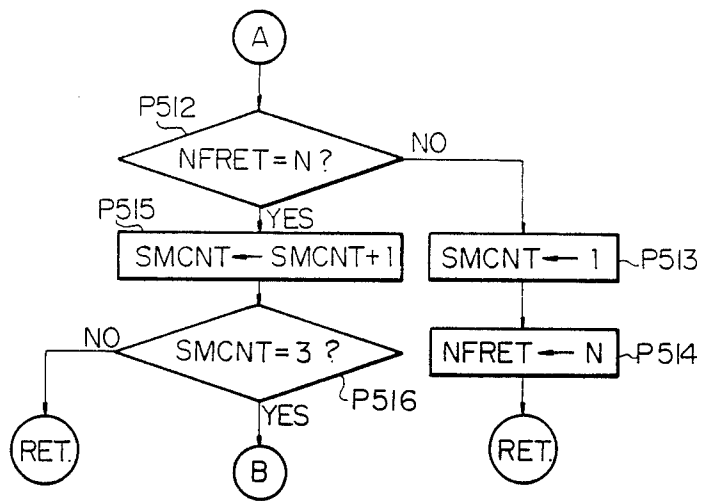 A
P512
NFRET=N?
NO
YES
P515
SMCNT ← SMCNT+1
SMCNT ← 1
P513
NO
SMCNT=3 ?
NFRET ← N
P514
P516
YES
RET.
B
RET.